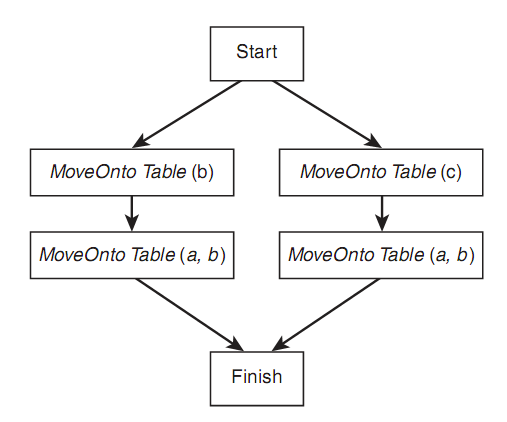 Start
MoveOnto Table (b)
MoveOnto Table (c)
MoveOnto Table (a, b)
MoveOnto Table (a, b)
Finish